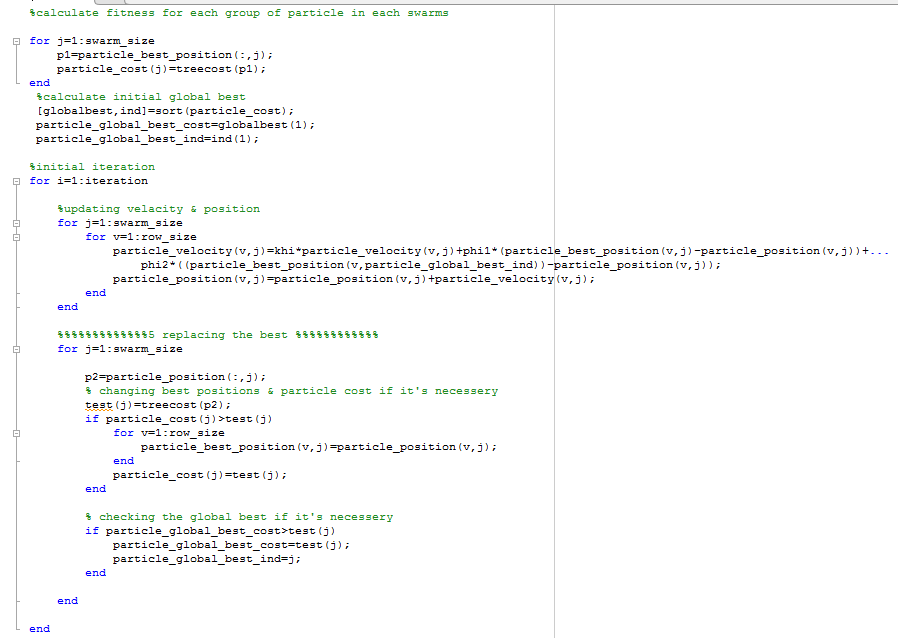 %calculate fitness for each group of particle in each swarms
for j=1:swarm_size
p1=particle_best_position(:,j);
particle_cost(j)=treecost(p1);
end
%calculate initial global best
[globalbest,ind]=sort(particle_cost);
particle_global_best_cost=globalbest(1);
particle_global_best_ind=ind(1);
%initial iteration
for i=1:iteration
%updating velacity & position
for j=1:swarm_size
for v=1:row_size
particle_velocity(v,j)=khi*particle_velocity(v,j)+phi1*(particle_best_position(v,j)-particle_position(v,j))+...
phi2*((particle_best_position(v,particle_global_best_ind))-particle_position(v,j));
particle_position(v,j)=particle_position(v,j)+particle_velocity(v,j);
end
end
%%%%%%%%%%%%%5 replacing the best %%%%%%%%%%%%
for j=1:swarm_size
p2=particle_position(:,j);
% changing best positions & particle cost if it's necessery
test(j)=treecost(p2);
if particle_cost(j)>test(j)
for v=1:row_size
particle_best_position(v,j)=particle_position(v,j);
end
particle_cost(j)=test(j);
end
% checking the global best if it's necessery
if particle_global_best_cost>test(j)
particle_global_best_cost=test(j);
particle_global_best_ind=j;
end
end
end